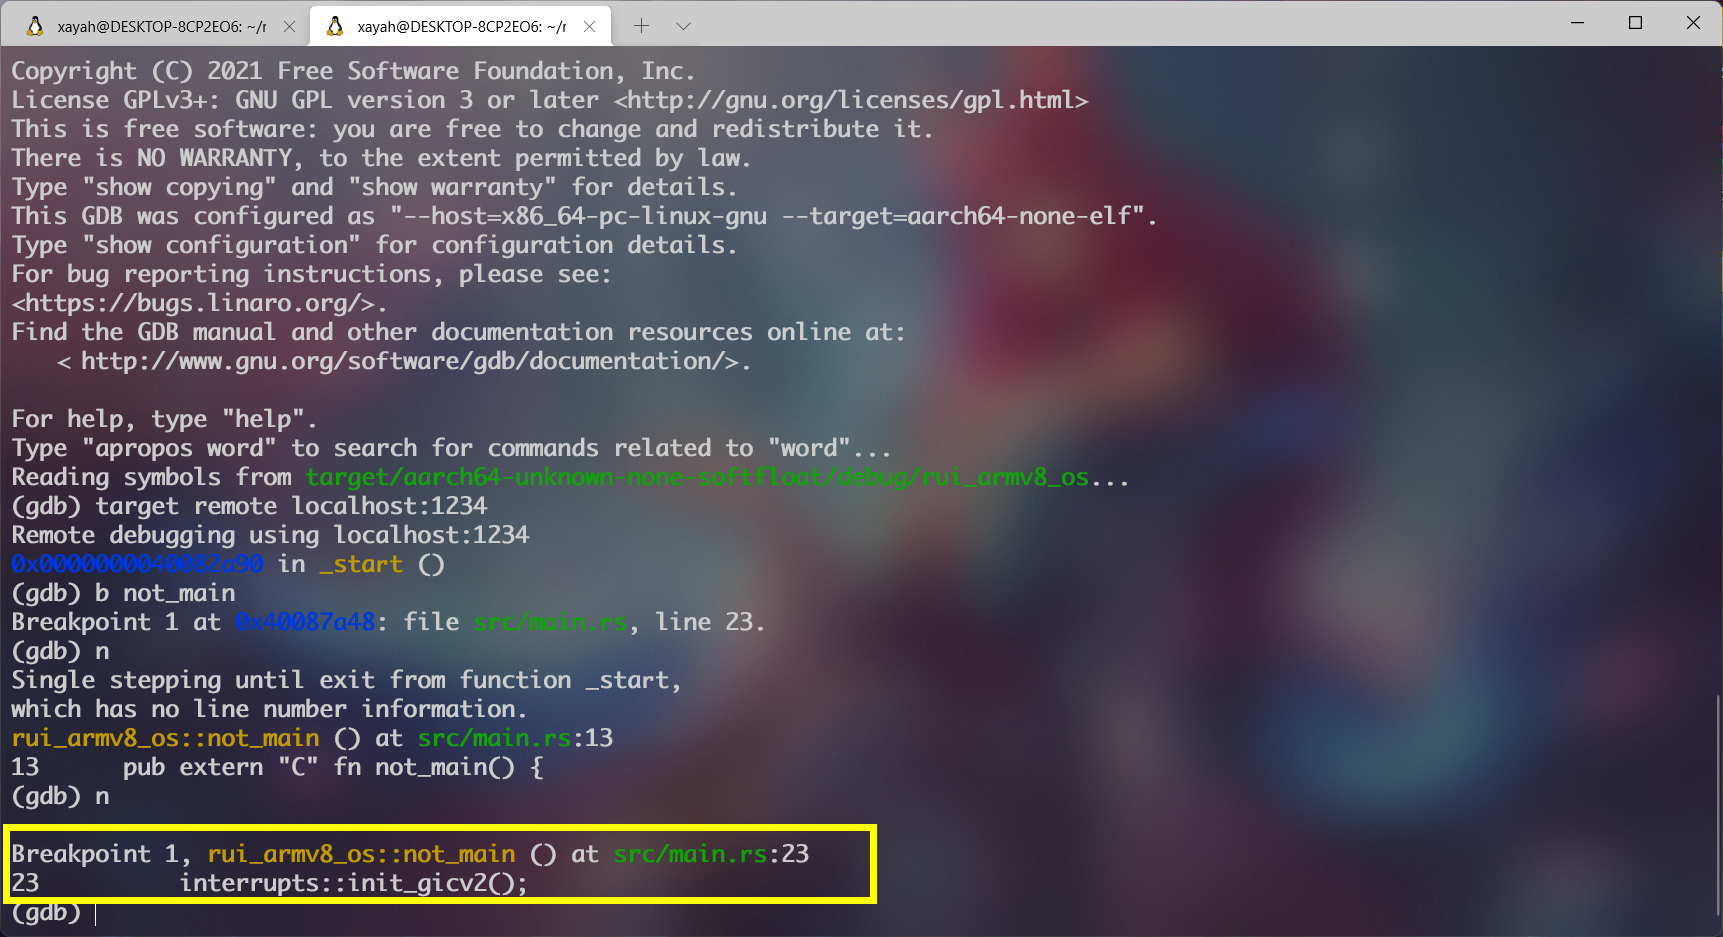 xayah@DESKTOP-8CP2EO6: ~/r
xayah@DESKTOP-8CP2EO6: ~/r
Copyright (C) 2021 Free Software Foundation, Inc.
License GPLv3+: GNU GPL version 3 or later <http://gnu.org/licenses/gpl.html>
This is free software: you are free to change and redistribute it.
There is NO WARRANTY, to the extent permitted by law.
Type "show copying" and "show warranty" for details.
This GDB was configured as "--host=x86_64-pc-linux-gnu --target=aarch64-none-elf".
Type "show configuration" for configuration details.
For bug reporting instructions, please see:
<https://bugs.linaro.org/>.
Find the GDB manual and other documentation resources online at:
< http://www.gnu.org/software/gdb/documentation/>.
For help, type "help".
Type "apropos word" to search for commands related to "word"...
Reading symbols from target/aarch64-unknown-none-softfloat/debug/rui_armv8_os...
(gdb) target remote localhost:1234
Remote debugging using localhost:1234
0x0000000040082a90 in _start ()
(gdb) b not_main
Breakpoint 1 at 0x40087a48: file src/main.rs, line 23.
(gdb) n
Single stepping until exit from function _start,
which has no line number information.
rui_armv8_os::not_main () at src/main.rs:13
13 pub extern "C" fn not_main() {
(gdb) n
Breakpoint 1, rui_armv8_os::not_main () at src/main.rs:23
23 interrupts::init_gicv2();
(gdb)